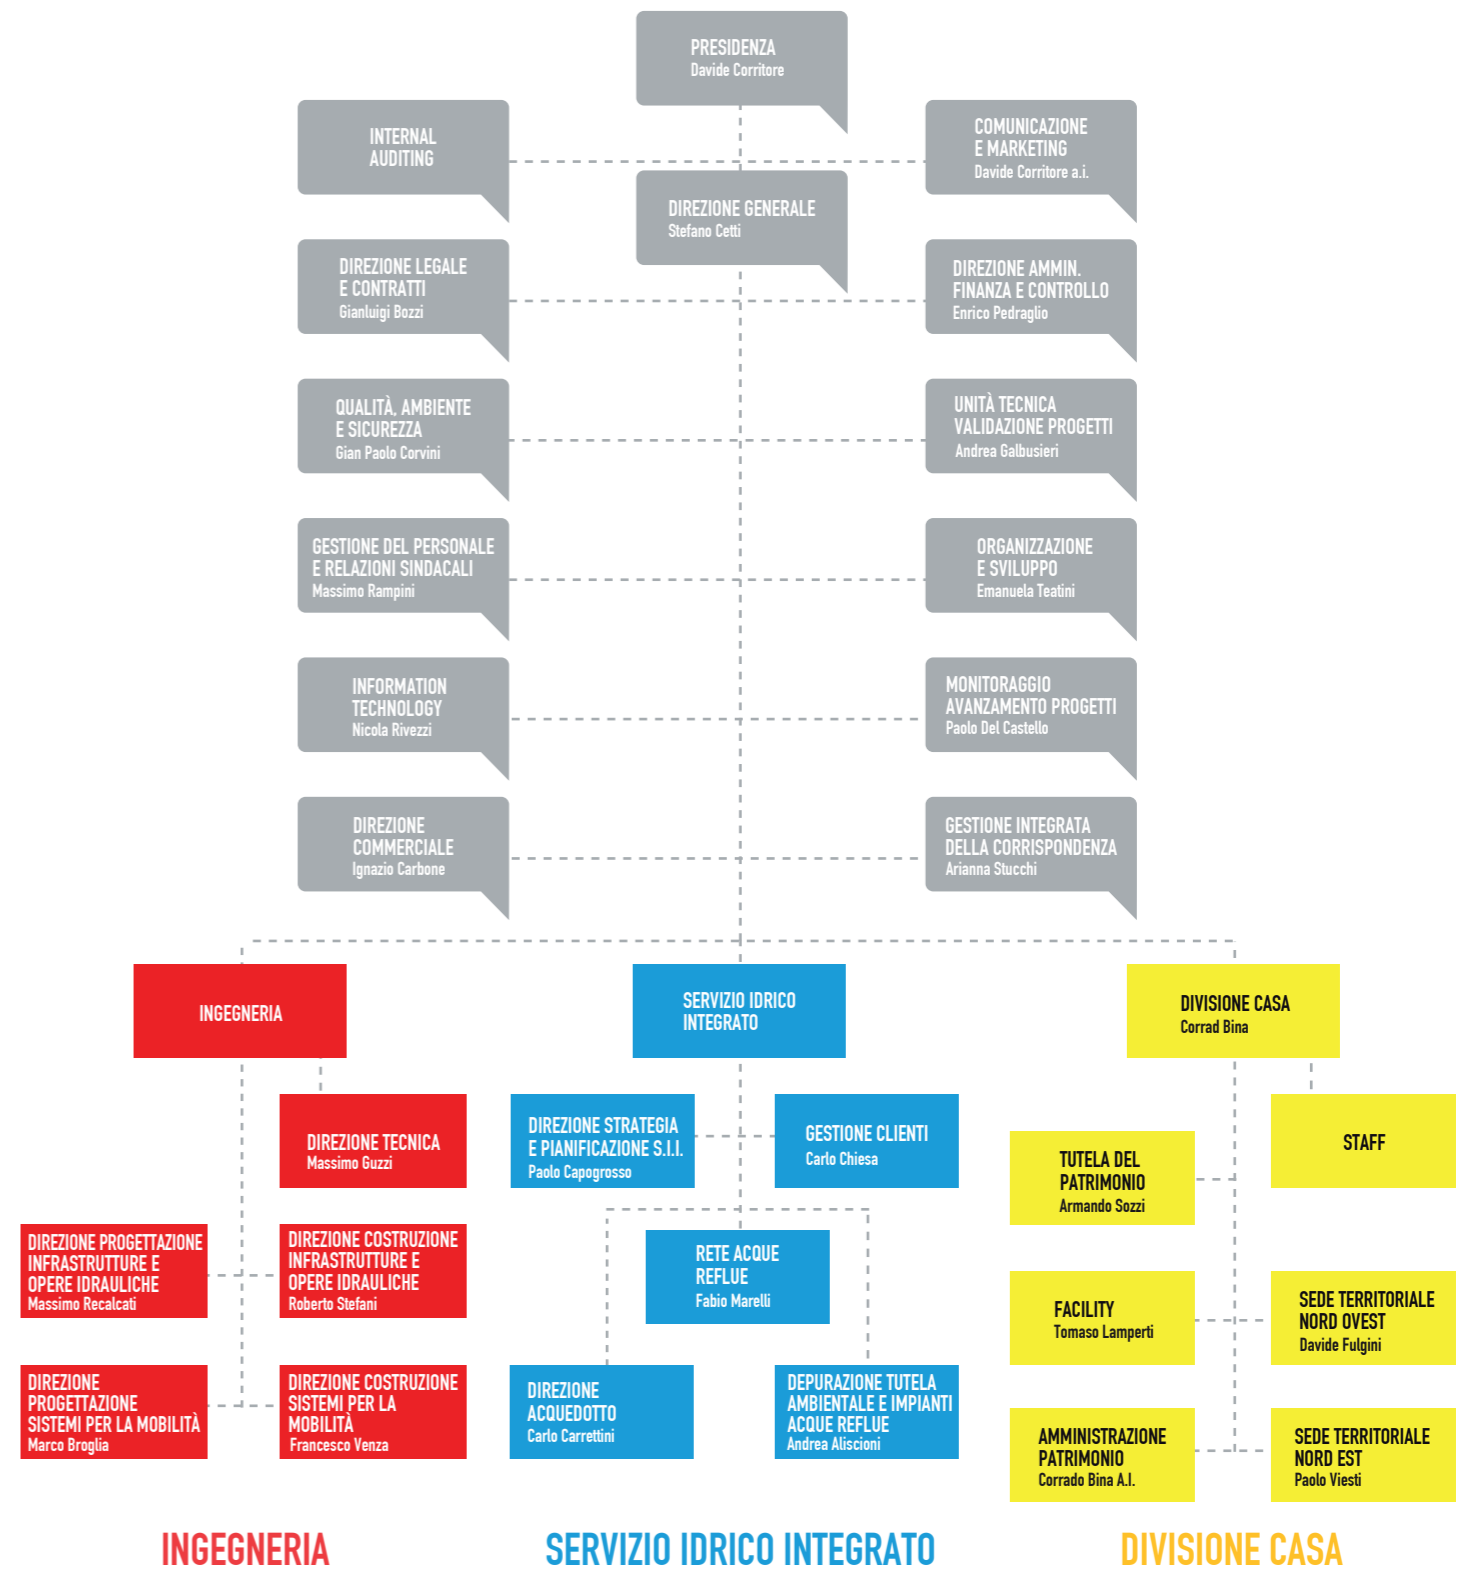 PRESIDENZA
Davide Corritore
INTERNAL
AUDITING
COMUNICAZIONE
E MARKETING
Davide Corritore a.i.
DIREZIONE GENERALE
Stefano Cetti
DIREZIONE LEGALE
E CONTRATTI
Gianluigi Bozzi
DIREZIONE AMMIN.
FINANZA E CONTROLLO
Enrico Pedraglio
QUALITÀ, AMBIENTE
E SICUREZZA
Gian Paolo Corvini
UNITÀ TECNICA
VALIDAZIONE PROGETTI
Andrea Galbusieri
GESTIONE DEL PERSONALE
E RELAZIONI SINDACALI
Massimo Rampini
ORGANIZZAZIONE
E SVILUPPO
Emanuela Teatini
INFORMATION
TECHNOLOGY
Nicola Rivezzi
MONITORAGGIO
AVANZAMENTO PROGETTI
Paolo Del Castello
DIREZIONE
COMMERCIALE
Ignazio Carbone
GESTIONE INTEGRATA
DELLA CORRISPONDENZA
Arianna Stucchi
INGEGNERIA
SERVIZIO IDRICO
INTEGRATO
DIVISIONE CASA
Corrad Bina
DIREZIONE TECNICA
Massimo Guzzi
DIREZIONE STRATEGIA
E PIANIFICAZIONE S.I.I.
Paolo Capogrosso
GESTIONE CLIENTI
Carlo Chiesa
TUTELA DEL
PATRIMONIO
Armando Sozzi
STAFF
DIREZIONE PROGETTAZIONE
INFRASTRUTTURE E
OPERE IDRAULICHE
Massimo Recalcati
DIREZIONE COSTRUZIONE
INFRASTRUTTURE E
OPERE IDRAULICHE
Roberto Stefani
RETE ACQUE
REFLUE
Fabio Marelli
FACILITY
Tomaso Lamperti
SEDE TERRITORIALE
NORD OVEST
Davide Fulgini
DIREZIONE
PROGETTAZIONE
SISTEMI PER LA MOBILITÀ
Marco Broglia
DIREZIONE COSTRUZIONE
SISTEMI PER LA
MOBILITÀ
Francesco Venza
DIREZIONE
ACQUEDOTTO
Carlo Carrettini
DEPURAZIONE TUTELA
AMBIENTALE E IMPIANTI
ACQUE REFLUE
Andrea Aliscioni
AMMINISTRAZIONE
PATRIMONIO
Corrado Bina A.I.
SEDE TERRITORIALE
NORD EST
Paolo Viesti
INGEGNERIA
SERVIZIO IDRICO INTEGRATO
DIVISIONE CASA